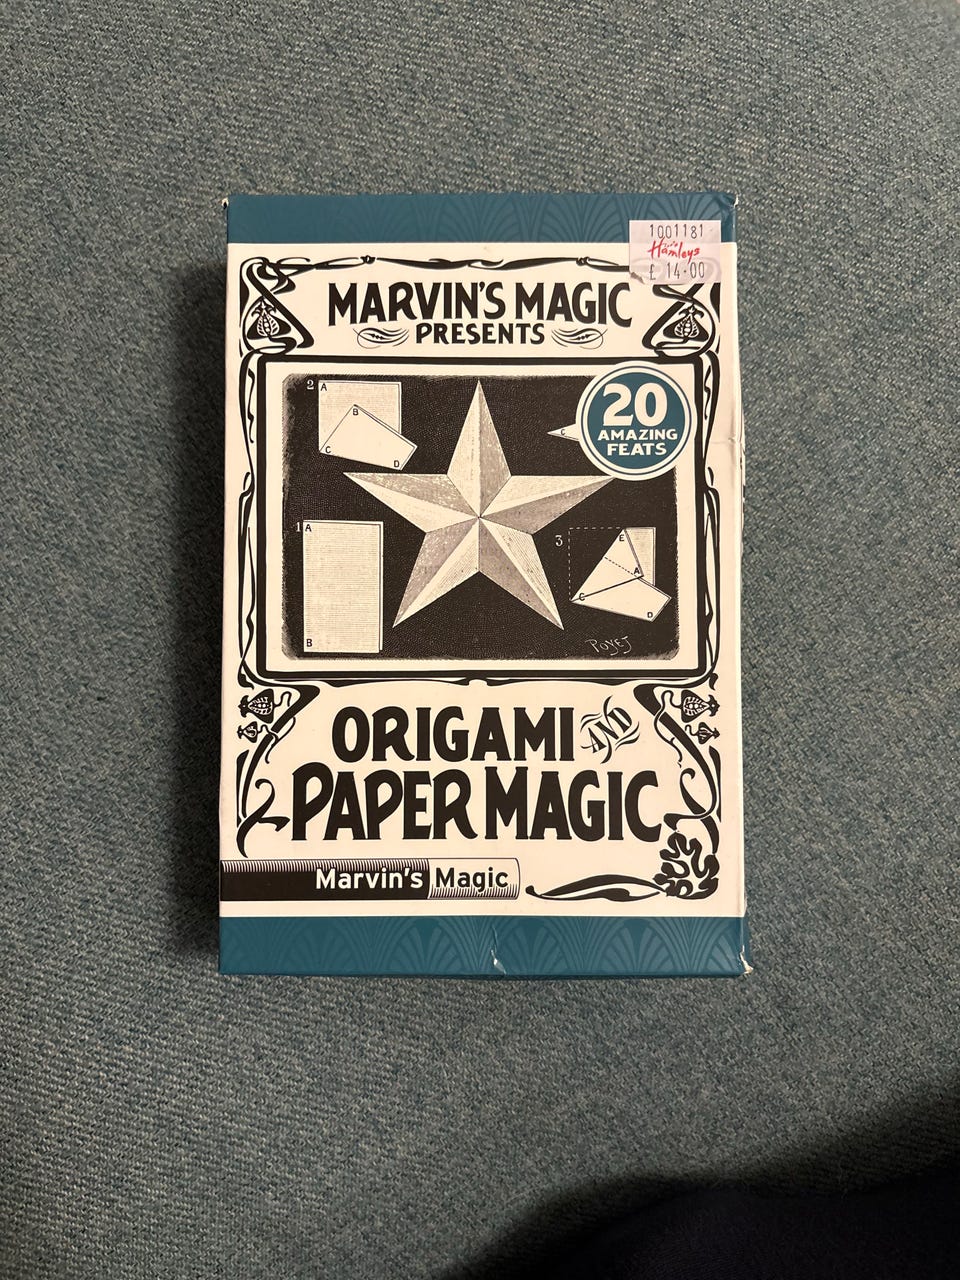 1001181
Hamleys
£ 14.00
MARVIN'S MAGIC
PRESENTS
20
AMAZING
FEATS
2 A
B
C
D
C
1 A
B
3
E
A
C
D
POYET
ORIGAMI AND
PAPER MAGIC
Marvin's Magic